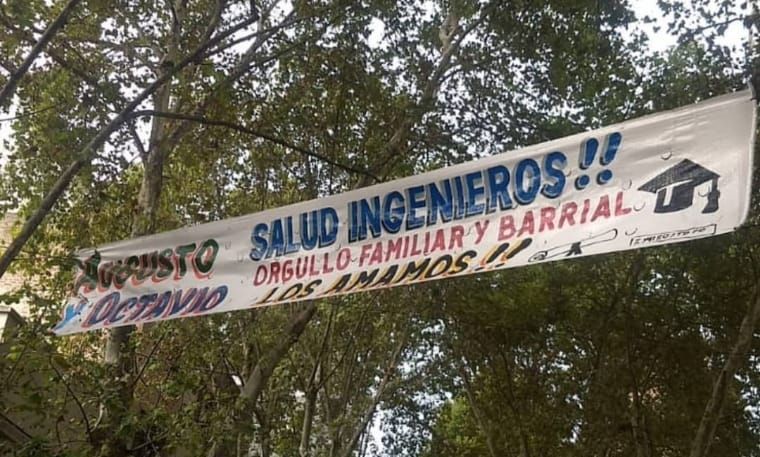 AUGUSTO
Y OCTAVIO
SALUD INGENIEROS!!
ORGULLO FAMILIAR Y BARRIAL
LOS AMAMOS!!